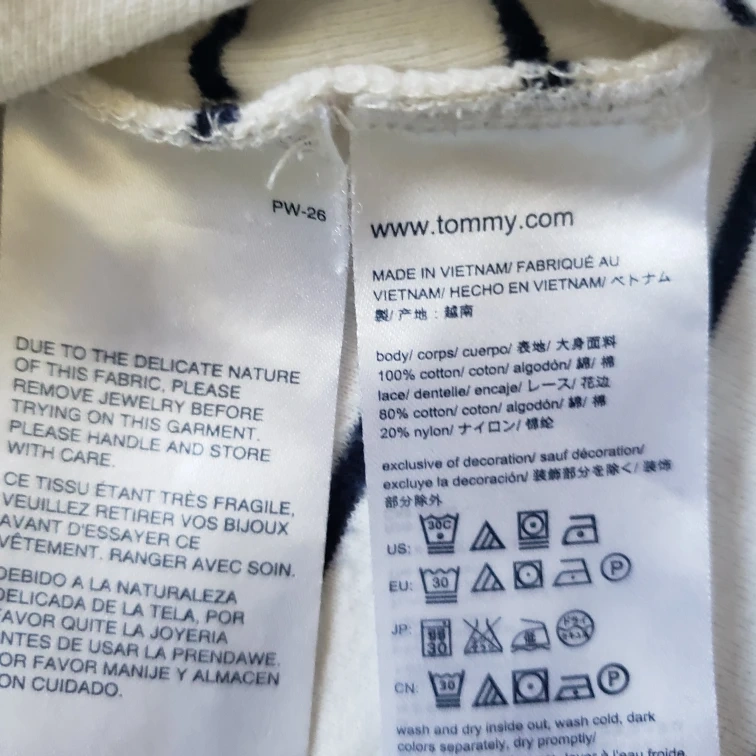 PW-26
DUE TO THE DELICATE NATURE
OF THIS FABRIC, PLEASE
REMOVE JEWELRY BEFORE
TRYING ON THIS GARMENT.
PLEASE HANDLE AND STORE
WITH CARE.
CE TISSU ÉTANT TRÈS FRAGILE,
VEUILLEZ RETIRER VOS BIJOUX
AVANT D'ESSAYER CE
VÊTEMENT. RANGER AVEC SOIN.
DEBIDO A LA NATURALEZA
DELICADA DE LA TELA, POR
FAVOR QUITE LA JOYERIA
ANTES DE USAR LA PRENDAWE.
POR FAVOR MANIJE Y ALMACEN
CON CUIDADO.
www.tommy.com
MADE IN VIETNAM/ FABRIQUÉ AU
VIETNAM/ HECHO EN VIETNAM/ ベトナム
製/ 产地 : 越南
body/ corps/ cuerpo/ 表地/ 大身面料
100% cotton/ coton/ algodón/ 綿/ 棉
lace/ dentelle/ encaje/ レース/ 花边
80% cotton/ coton/ algodón/ 綿/ 棉
20% nylon/ ナイロン/ 锦纶
exclusive of decoration/ sauf décoration/
excluye la decoración/ 装飾部分を除く/ 装饰
部分除外
US: 30C
EU: 30 P
JP: 30 低 ドライ
CN: 30 P
wash and dry inside out, wash cold, dark
colors separately, dry promptly/
à l'eau froide